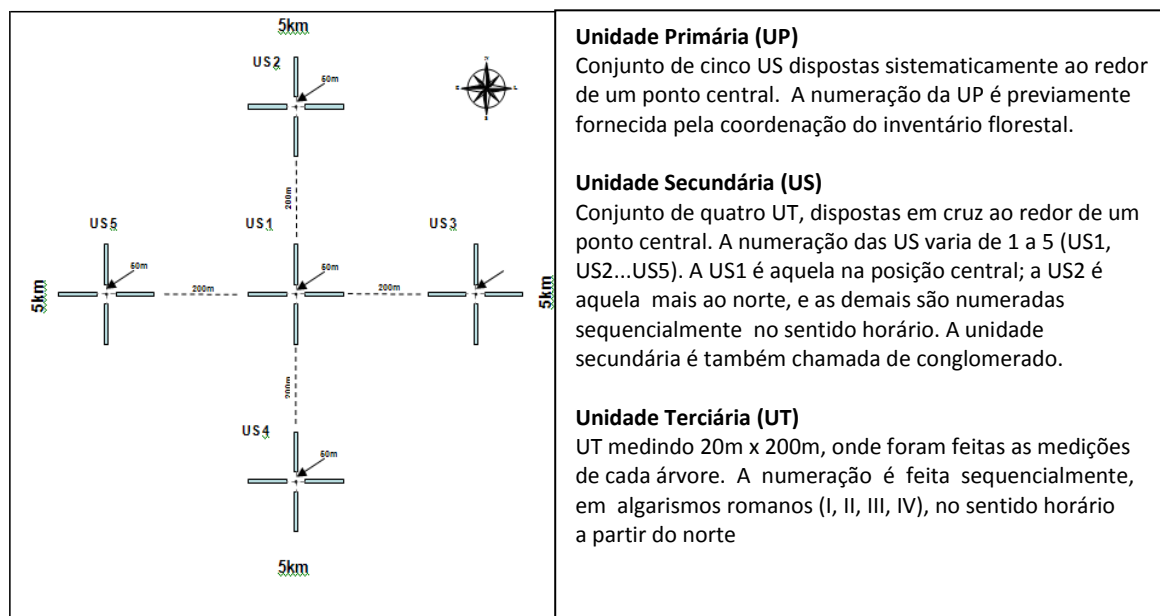 5km
US2
50m
200m
US5
US1
US3
50m
50m
5km
200m
200m
5km
200m
US4
50m
5km
Unidade Primária (UP)
Conjunto de cinco US dispostas sistematicamente ao redor
de um ponto central. A numeração da UP é previamente
fornecida pela coordenação do inventário florestal.
Unidade Secundária (US)
Conjunto de quatro UT, dispostas em cruz ao redor de um
ponto central. A numeração das US varia de 1 a 5 (US1,
US2...US5). A US1 é aquela na posição central; a US2 é
aquela mais ao norte, e as demais são numeradas
sequencialmente no sentido horário. A unidade
secundária é também chamada de conglomerado.
Unidade Terciária (UT)
UT medindo 20m x 200m, onde foram feitas as medições
de cada árvore. A numeração é feita sequencialmente,
em algarismos romanos (I, II, III, IV), no sentido horário
a partir do norte